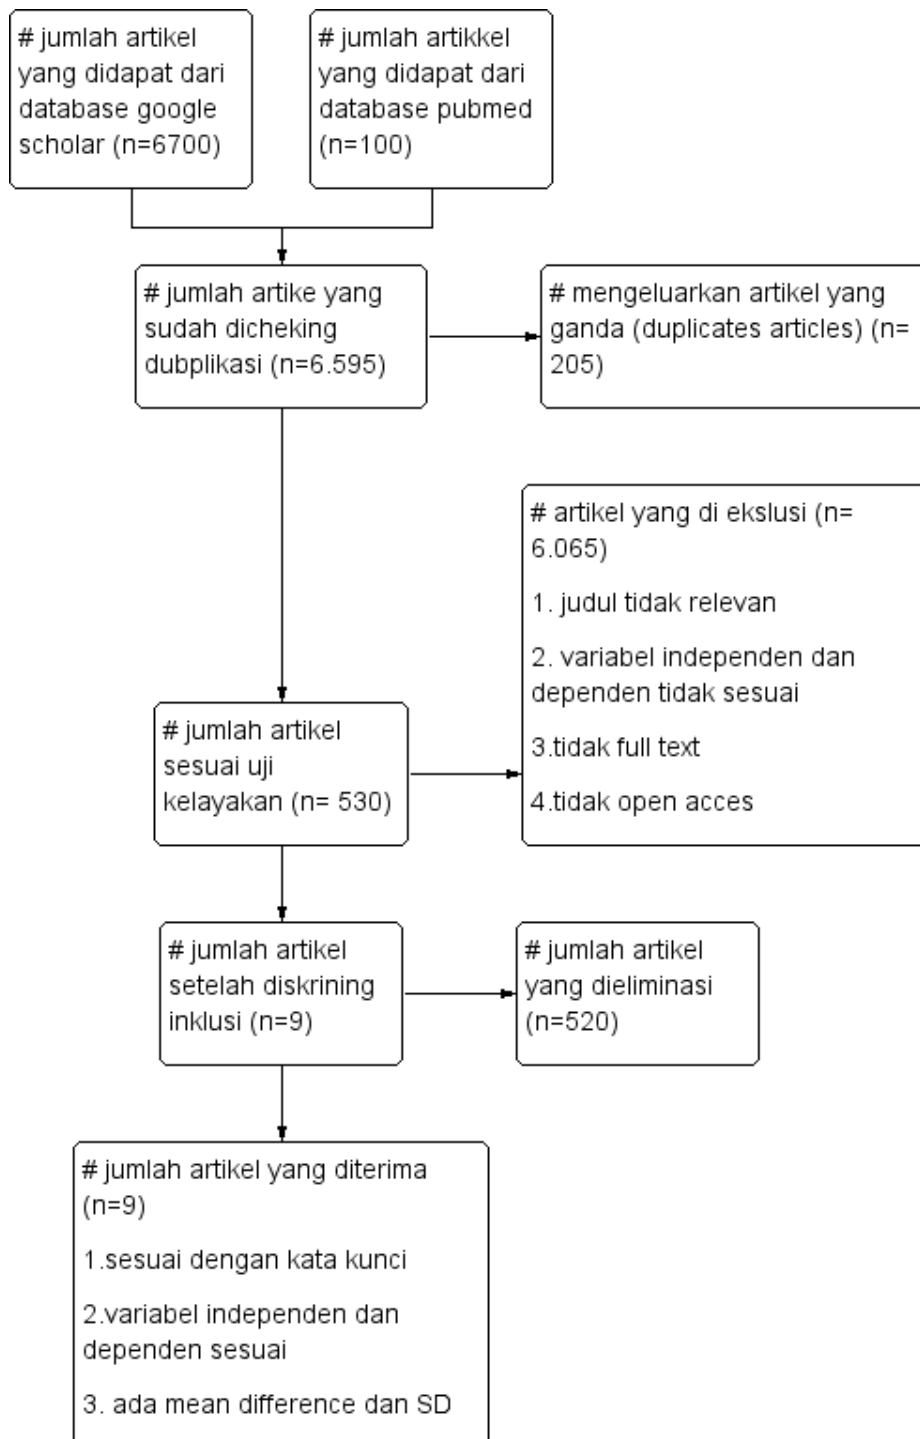 # jumlah artikel
yang didapat dari
database google
scholar (n=6700)
# jumlah artikkel
yang didapat dari
database pubmed
(n=100)
# jumlah artike yang
sudah dicheking
dubplikasi (n=6.595)
# mengeluarkan artikel yang
ganda (duplicates articles) (n=
205)
# artikel yang di ekslusi (n=
6.065)
1. judul tidak relevan
2. variabel independen dan
dependen tidak sesuai
3.tidak full text
4.tidak open acces
# jumlah artikel
sesuai uji
kelayakan (n= 530)
# jumlah artikel
setelah diskrining
inklusi (n=9)
# jumlah artikel
yang dieliminasi
(n=520)
# jumlah artikel yang diterima
(n=9)
1.sesuai dengan kata kunci
2.variabel independen dan
dependen sesuai
3. ada mean difference dan SD